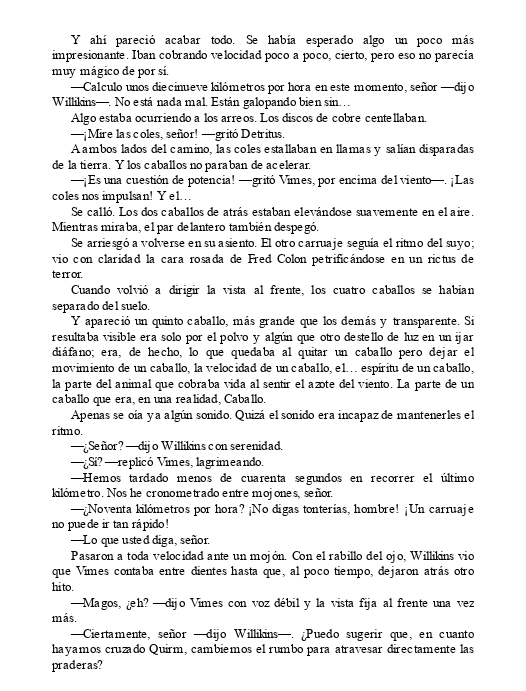 Y ahí pareció acabar todo. Se había esperado algo un poco más
impresionante. Iban cobrando velocidad poco a poco, cierto, pero eso no parecía
muy mágico de por sí.
—Calculo unos diecinueve kilómetros por hora en este momento, señor —dijo
Willikins—. No está nada mal. Están galopando bien sin…
Algo estaba ocurriendo a los arreos. Los discos de cobre centellaban.
—¡Mire las coles, señor! —gritó Detritus.
A ambos lados del camino, las coles estallaban en llamas y salían disparadas
de la tierra. Y los caballos no paraban de acelerar.
—¡Es una cuestión de potencia! —gritó Vimes, por encima del viento—. ¡Las
coles nos impulsan! Y el…
Se calló. Los dos caballos de atrás estaban elevándose suavemente en el aire.
Mientras miraba, el par delantero también despegó.
Se arriesgó a volverse en su asiento. El otro carruaje seguía el ritmo del suyo;
vio con claridad la cara rosada de Fred Colon petrificándose en un rictus de
terror.
Cuando volvió a dirigir la vista al frente, los cuatro caballos se habían
separado del suelo.
Y apareció un quinto caballo, más grande que los demás y transparente. Si
resultaba visible era solo por el polvo y algún que otro destello de luz en un ijar
diáfano; era, de hecho, lo que quedaba al quitar un caballo pero dejar el
movimiento de un caballo, la velocidad de un caballo, el… espíritu de un caballo,
la parte del animal que cobraba vida al sentir el azote del viento. La parte de un
caballo que era, en una realidad, Caballo.
Apenas se oía ya algún sonido. Quizá el sonido era incapaz de mantenerles el
ritmo.
—¿Señor? —dijo Willikins con serenidad.
—¿Sí? —replicó Vimes, lagrimeando.
—Hemos tardado menos de cuarenta segundos en recorrer el último
kilómetro. Nos he cronometrado entre mojones, señor.
—¿Noventa kilómetros por hora? ¡No digas tonterías, hombre! ¡Un carruaje
no puede ir tan rápido!
—Lo que usted diga, señor.
Pasaron a toda velocidad ante un mojón. Con el rabillo del ojo, Willikins vio
que Vimes contaba entre dientes hasta que, al poco tiempo, dejaron atrás otro
hito.
—Magos, ¿eh? —dijo Vimes con voz débil y la vista fija al frente una vez
más.
—Ciertamente, señor —dijo Willikins—. ¿Puedo sugerir que, en cuanto
hayamos cruzado Quirm, cambiemos el rumbo para atravesar directamente las
praderas?